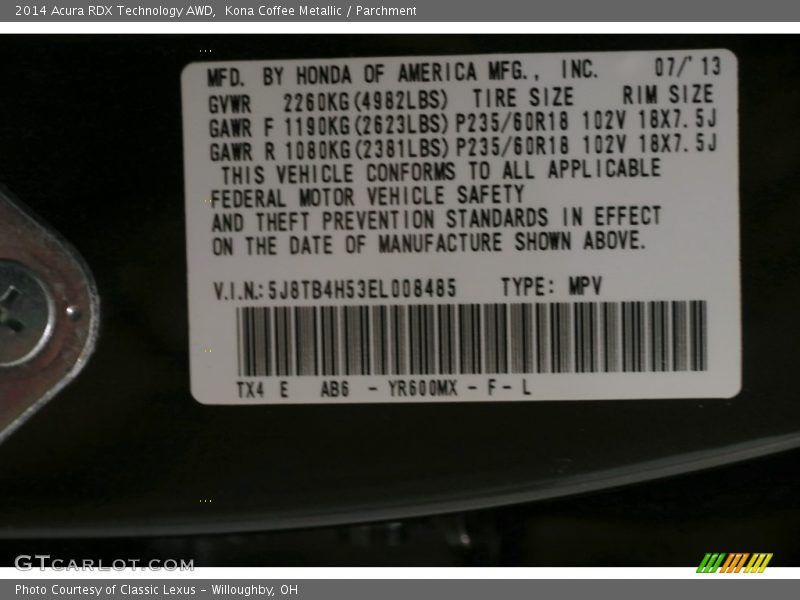 2014 Acura RDX Technology AWD, Kona Coffee Metallic / Parchment
MFD. BY HONDA OF AMERICA MFG., INC. 07/'13
GVWR 2260KG(4982LBS) TIRE SIZE RIM SIZE
GAWR F 1190KG(2623LBS) P235/60R18 102V 18X7.5J
GAWR R 1080KG(2381LBS) P235/60R18 102V 18X7.5J
THIS VEHICLE CONFORMS TO ALL APPLICABLE
FEDERAL MOTOR VEHICLE SAFETY
AND THEFT PREVENTION STANDARDS IN EFFECT
ON THE DATE OF MANUFACTURE SHOWN ABOVE.
V.I.N.: 5J8TB4H53EL008485 TYPE: MPV
TX4 E AB6 - YR600MX - F - L
GTCARLOT.COM
Photo Courtesy of Classic Lexus - Willoughby, OH